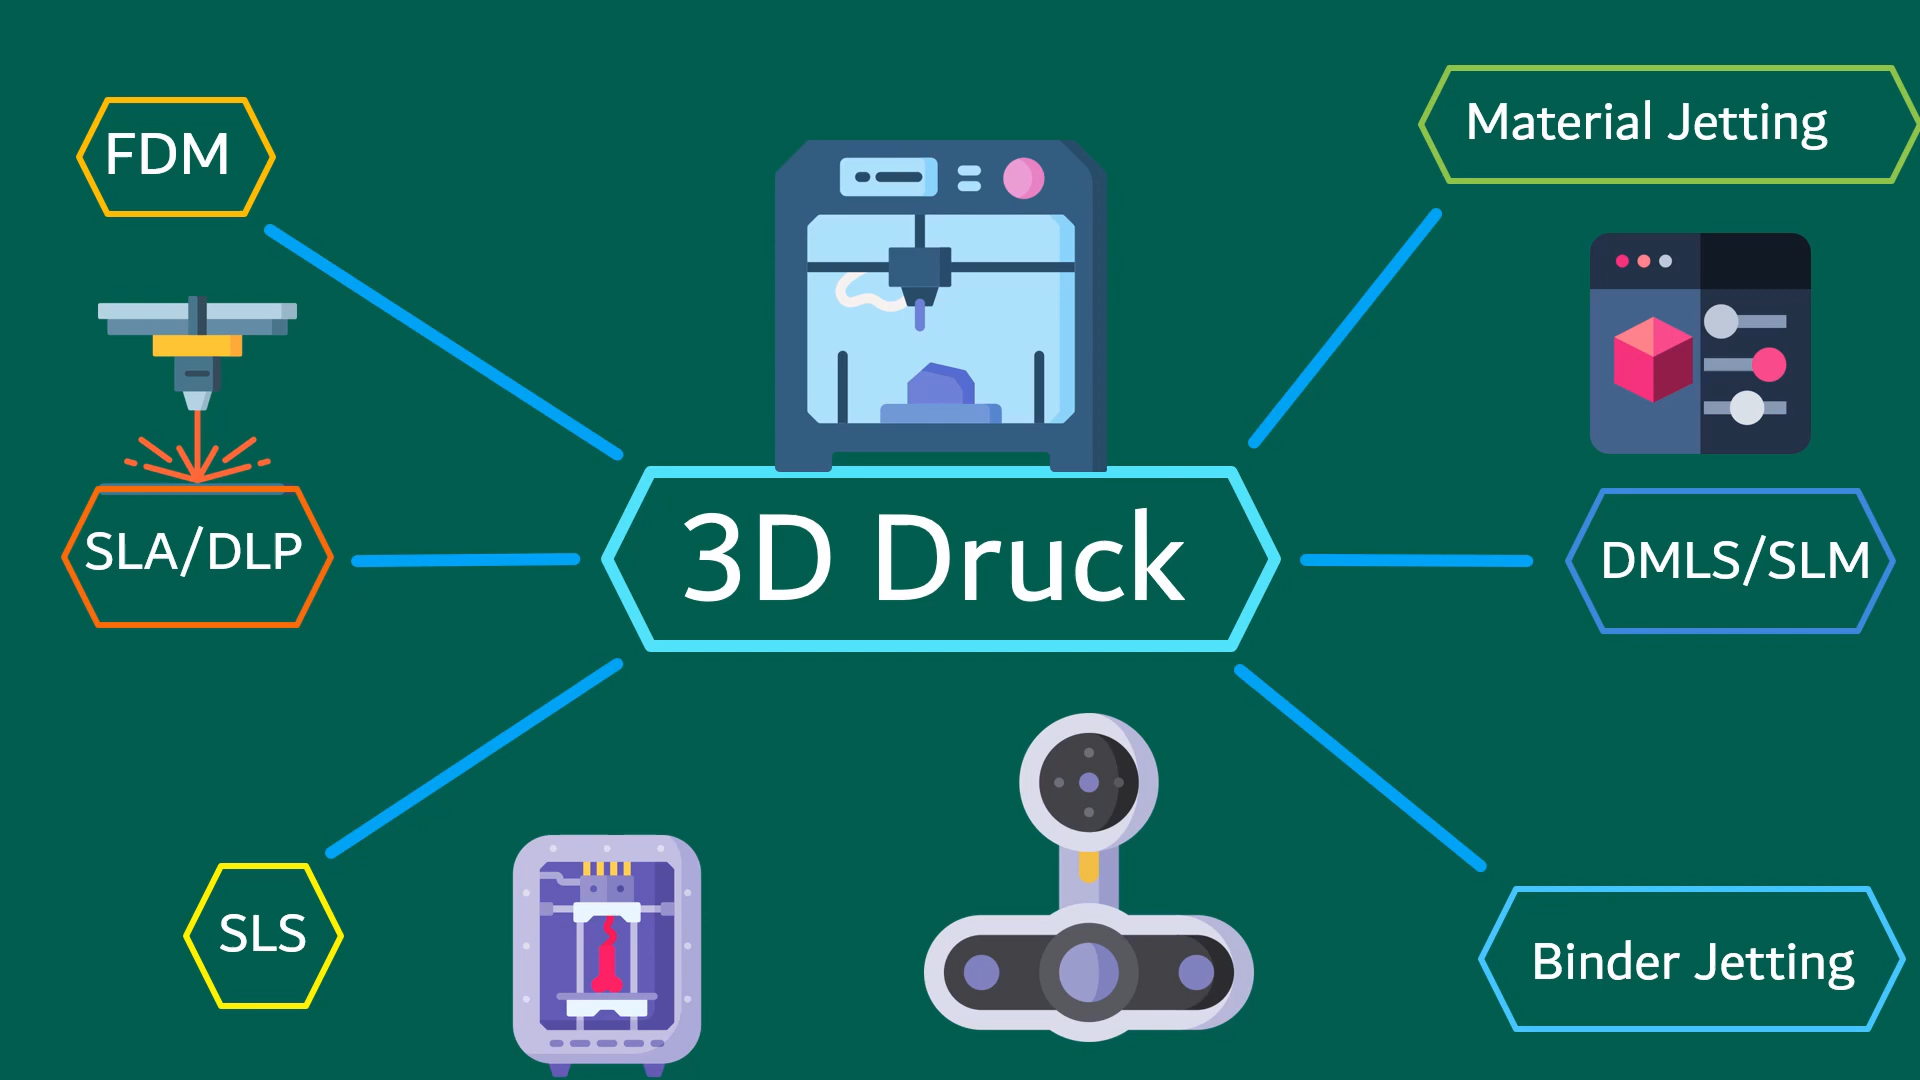 FDM
Material Jetting
SLA/DLP
3D Druck
DMLS/SLM
SLS
Binder Jetting